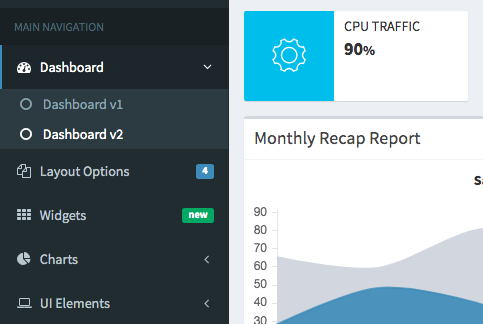 MAIN NAVIGATION
Dashboard
Dashboard v1
Dashboard v2
Layout Options 4
Widgets new
Charts
UI Elements
CPU TRAFFIC
90%
Monthly Recap Report
90
80
70
60
50
40
30